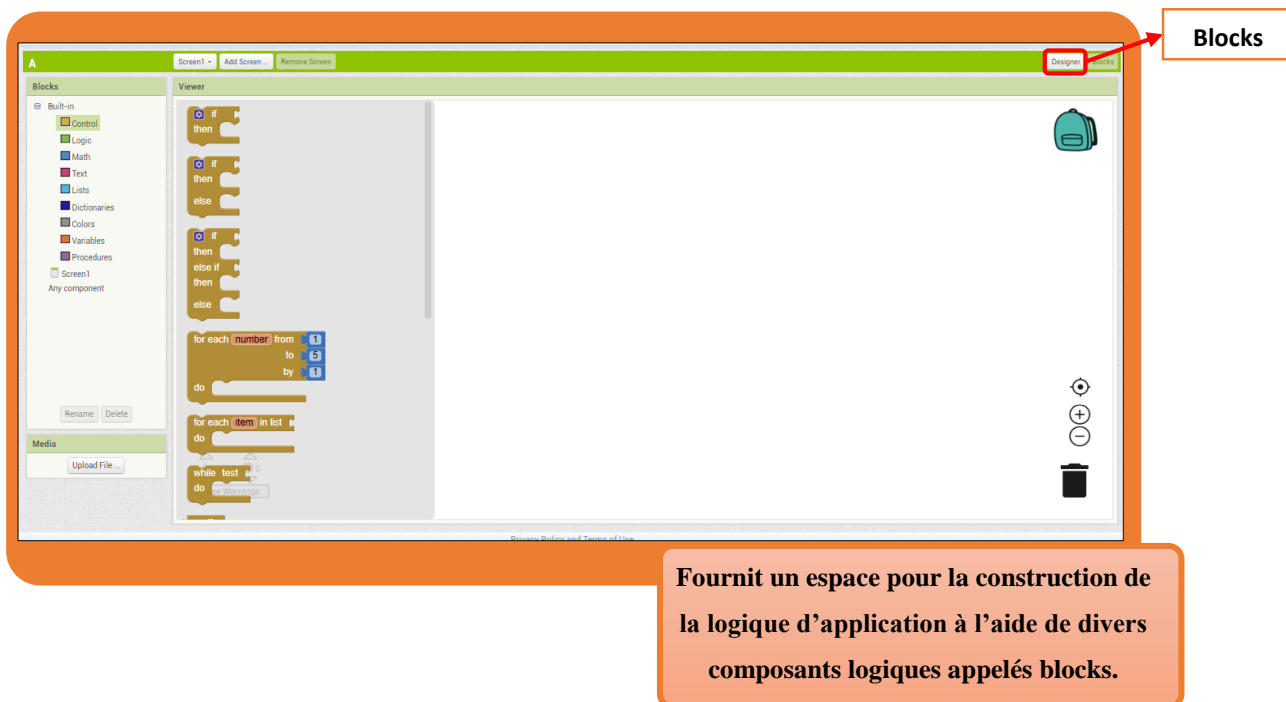 Blocks
A
Screen1
Add Screen ...
Remove Screen
Designer
Blocks
Blocks
Viewer
Built-in
Control
Logic
Math
Text
Lists
Dictionaries
Colors
Variables
Procedures
Screen1
Any component
Rename
Delete
Media
Upload File ...
if
then
if
then
else
if
then
else if
then
else
for each number from 1
to 5
by 1
do
for each item in list
do
while test
do
0
Warnings
Privacy Policy and Terms of Use
Fournit un espace pour la construction de
la logique d’application à l’aide de divers
composants logiques appelés blocks.